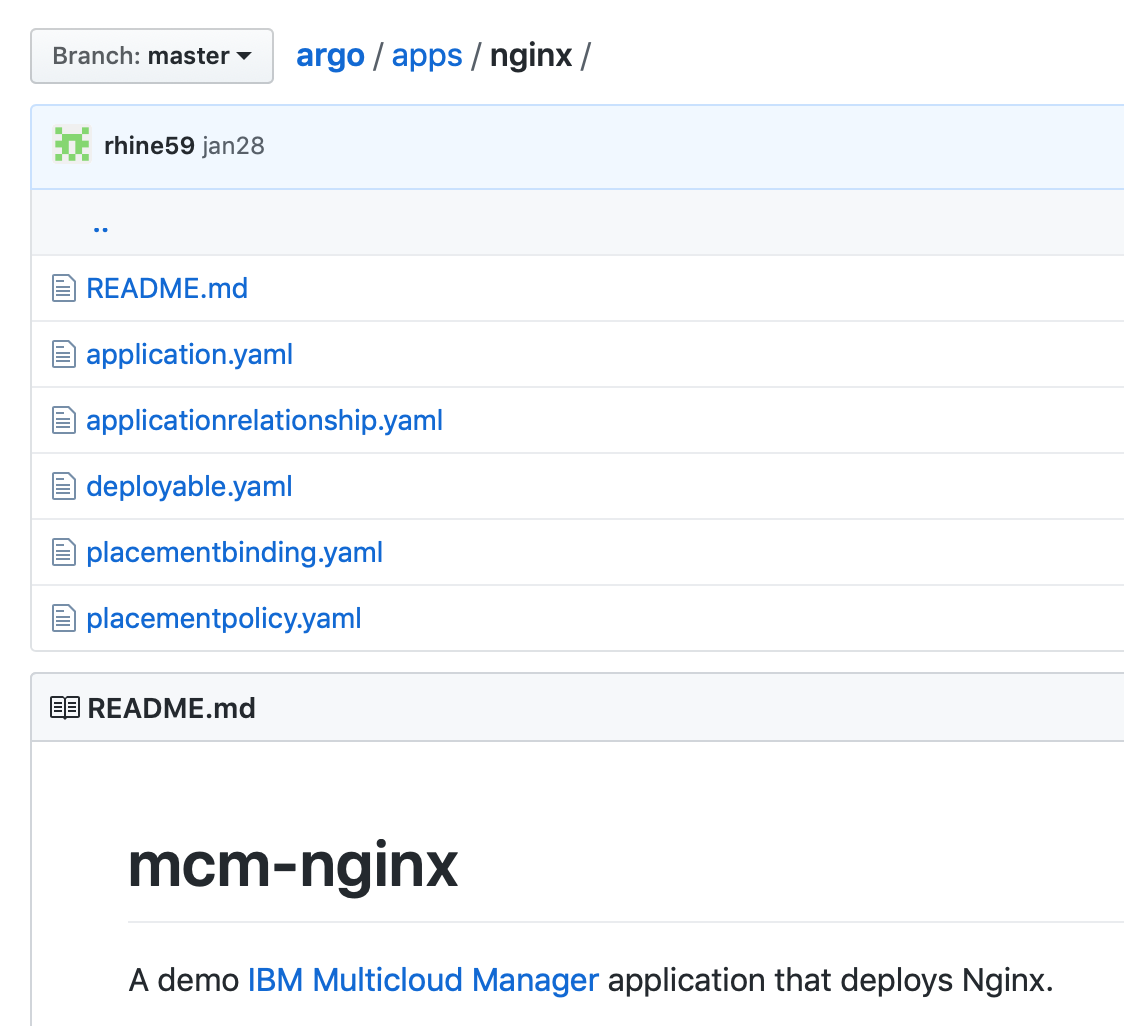 Branch: master argo / apps / nginx /
rhine59 jan28
..
README.md
application.yaml
applicationrelationship.yaml
deployable.yaml
placementbinding.yaml
placementpolicy.yaml
README.md
mcm-nginx
A demo IBM Multicloud Manager application that deploys Nginx.